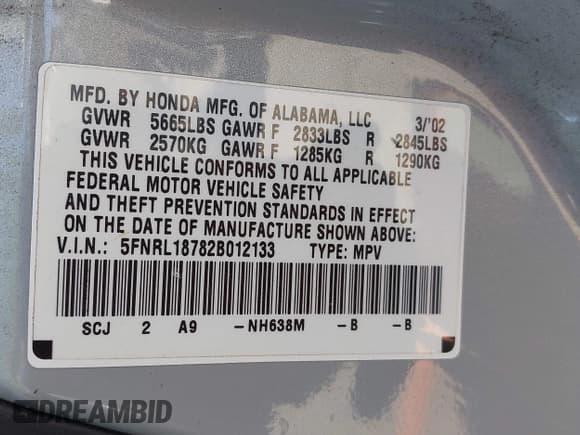 MFD. BY HONDA MFG. OF ALABAMA, LLC 3/'02
GVWR 5665LBS GAWR F 2833LBS R 2845LBS
GVWR 2570KG GAWR F 1285KG R 1290KG
THIS VEHICLE CONFORMS TO ALL APPLICABLE
FEDERAL MOTOR VEHICLE SAFETY
AND THEFT PREVENTION STANDARDS IN EFFECT
ON THE DATE OF MANUFACTURE SHOWN ABOVE:
V.I.N.: 5FNRL18782B012133 TYPE: MPV
SCJ 2 A9 -NH638M -B -B
DREAMBID